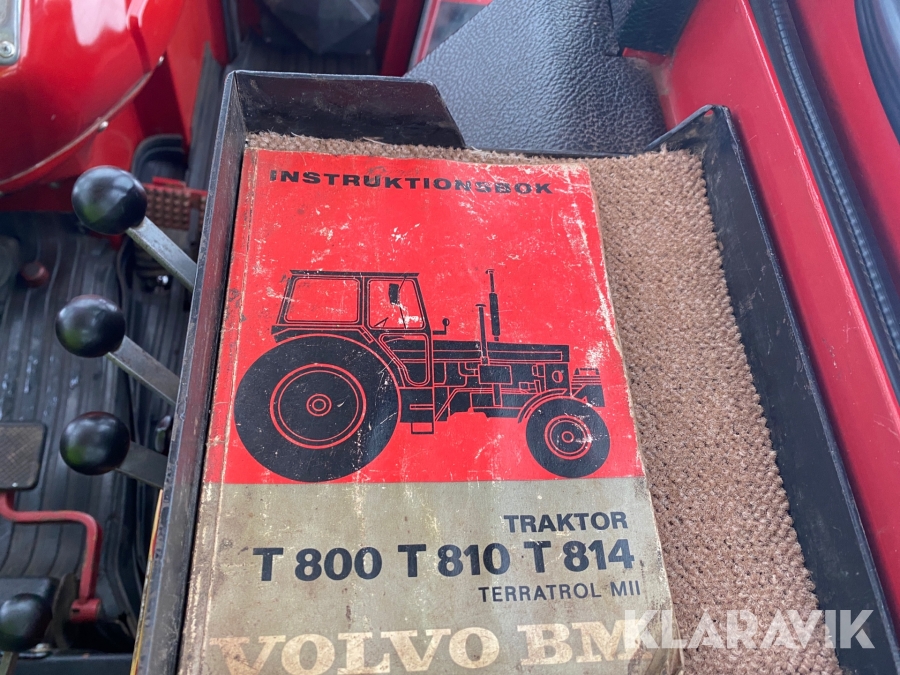 INSTRUKTIONSBOK
TRAKTOR
T 800 T 810 T 814
TERRATROL MII
VOLVO BM
KLARAVIK